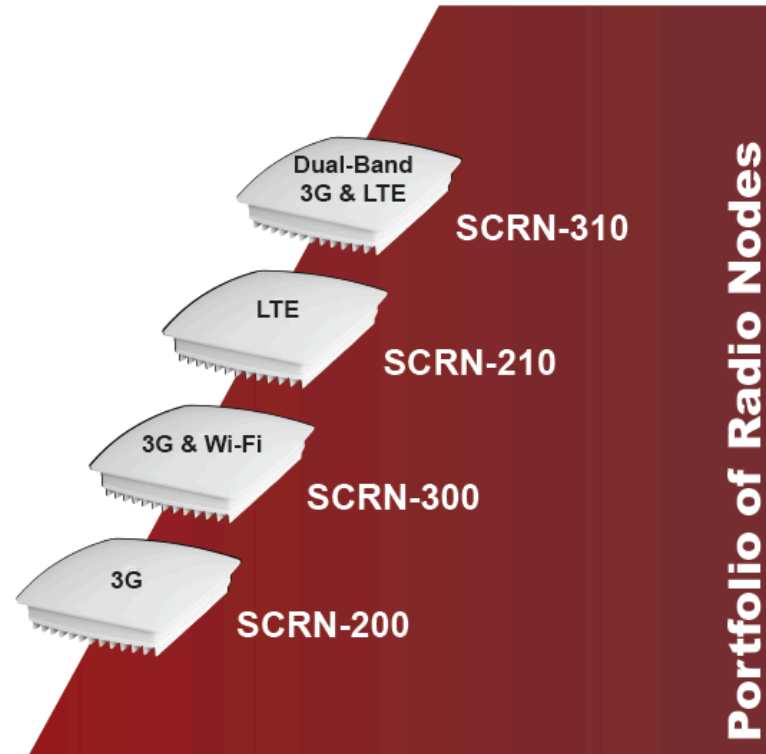 Dual-Band
3G & LTE
SCRN-310
LTE
SCRN-210
3G & Wi-Fi
SCRN-300
3G
SCRN-200
Portfolio of Radio Nodes